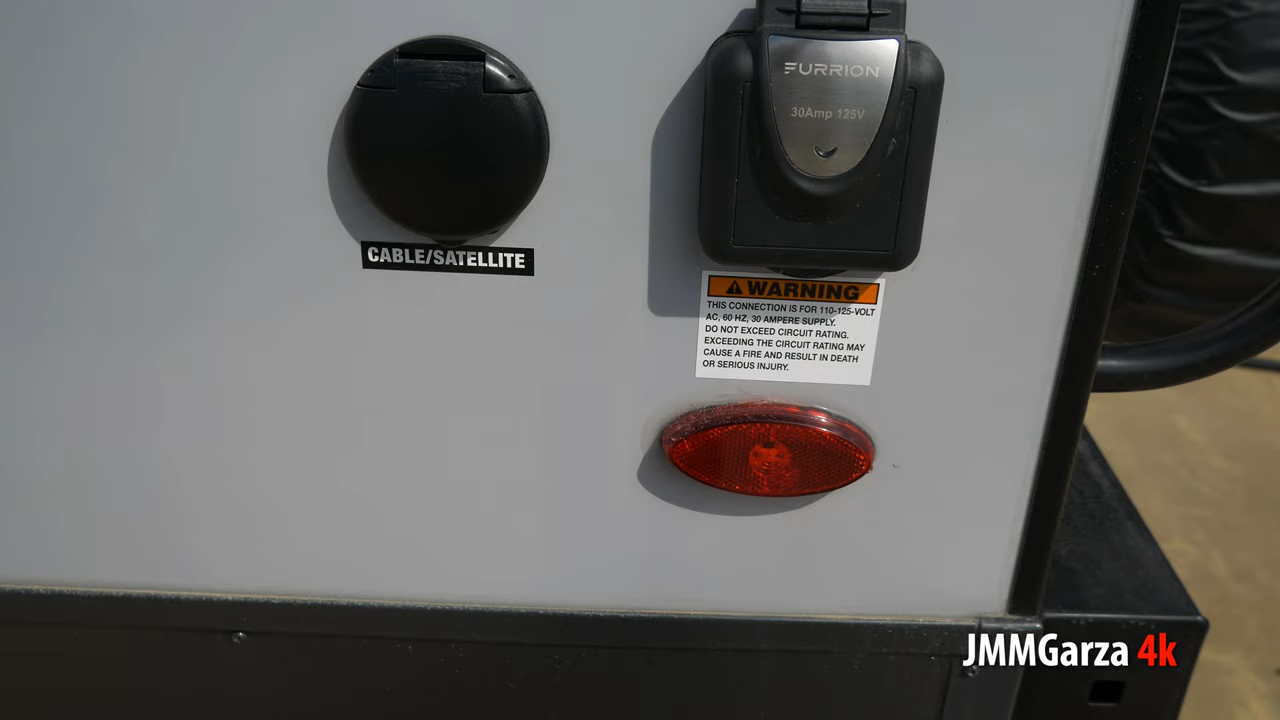 FURRION
30Amp 125V
CABLE/SATELLITE
WARNING
THIS CONNECTION IS FOR 110-125-VOLT
AC, 60 HZ, 30 AMPERE SUPPLY.
DO NOT EXCEED CIRCUIT RATING.
EXCEEDING THE CIRCUIT RATING MAY
CAUSE A FIRE AND RESULT IN DEATH
OR SERIOUS INJURY.
JMMGarza 4k